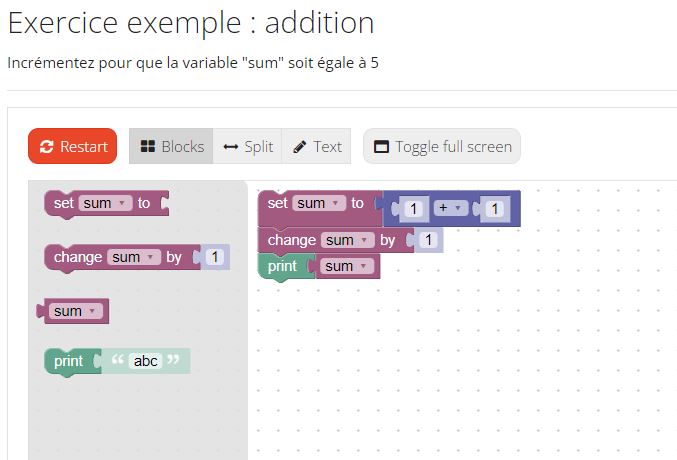 Exercice exemple : addition
Incrémentez pour que la variable "sum" soit égale à 5
Restart Blocks Split Text Toggle full screen
set sum to
change sum by 1
sum
print “ abc ”
set sum to 1 + 1
change sum by 1
print sum